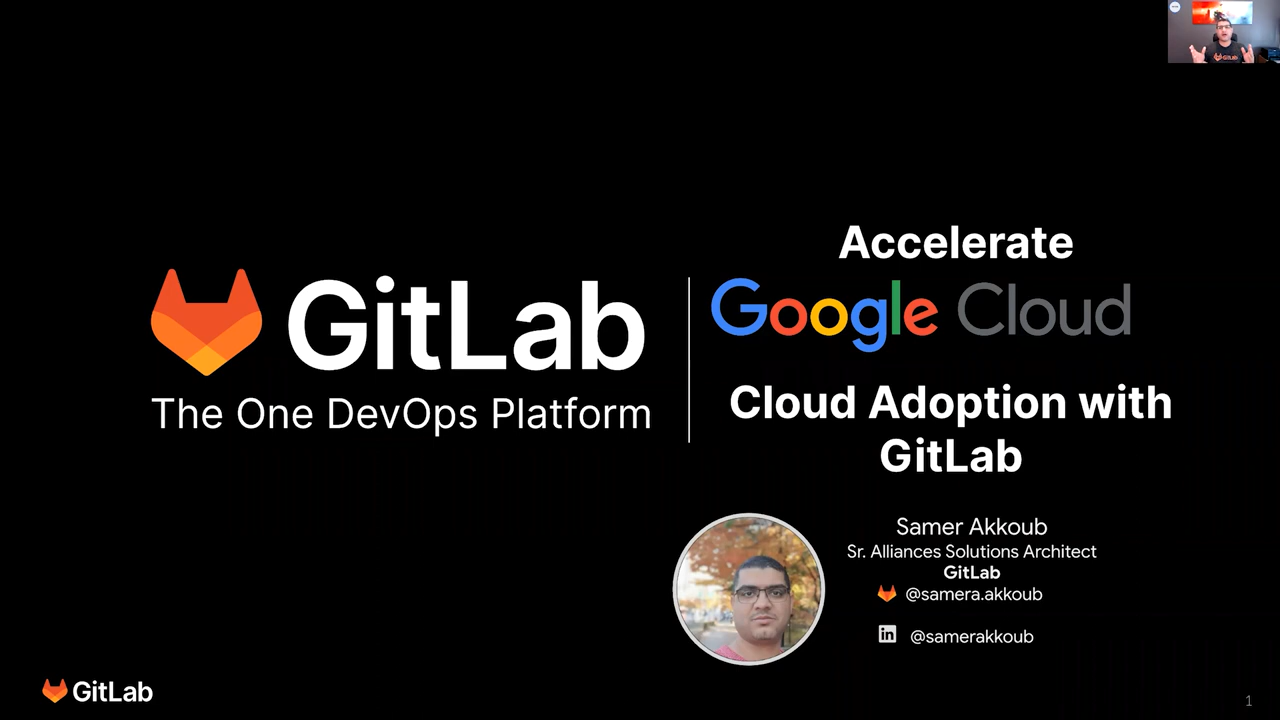 GitLab
The One DevOps Platform
Accelerate
Google Cloud
Cloud Adoption with
GitLab
Samer Akkoub
Sr. Alliances Solutions Architect
GitLab
@samera.akkoub
in @samerakkoub
GitLab
1